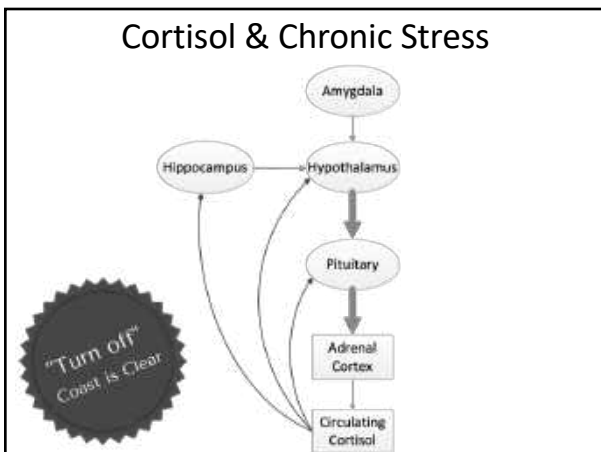 Cortisol & Chronic Stress
Amygdala
Hippocampus
Hypothalamus
Pituitary
"Turn off"
Coast is Clear
Adrenal
Cortex
Circulating
Cortisol